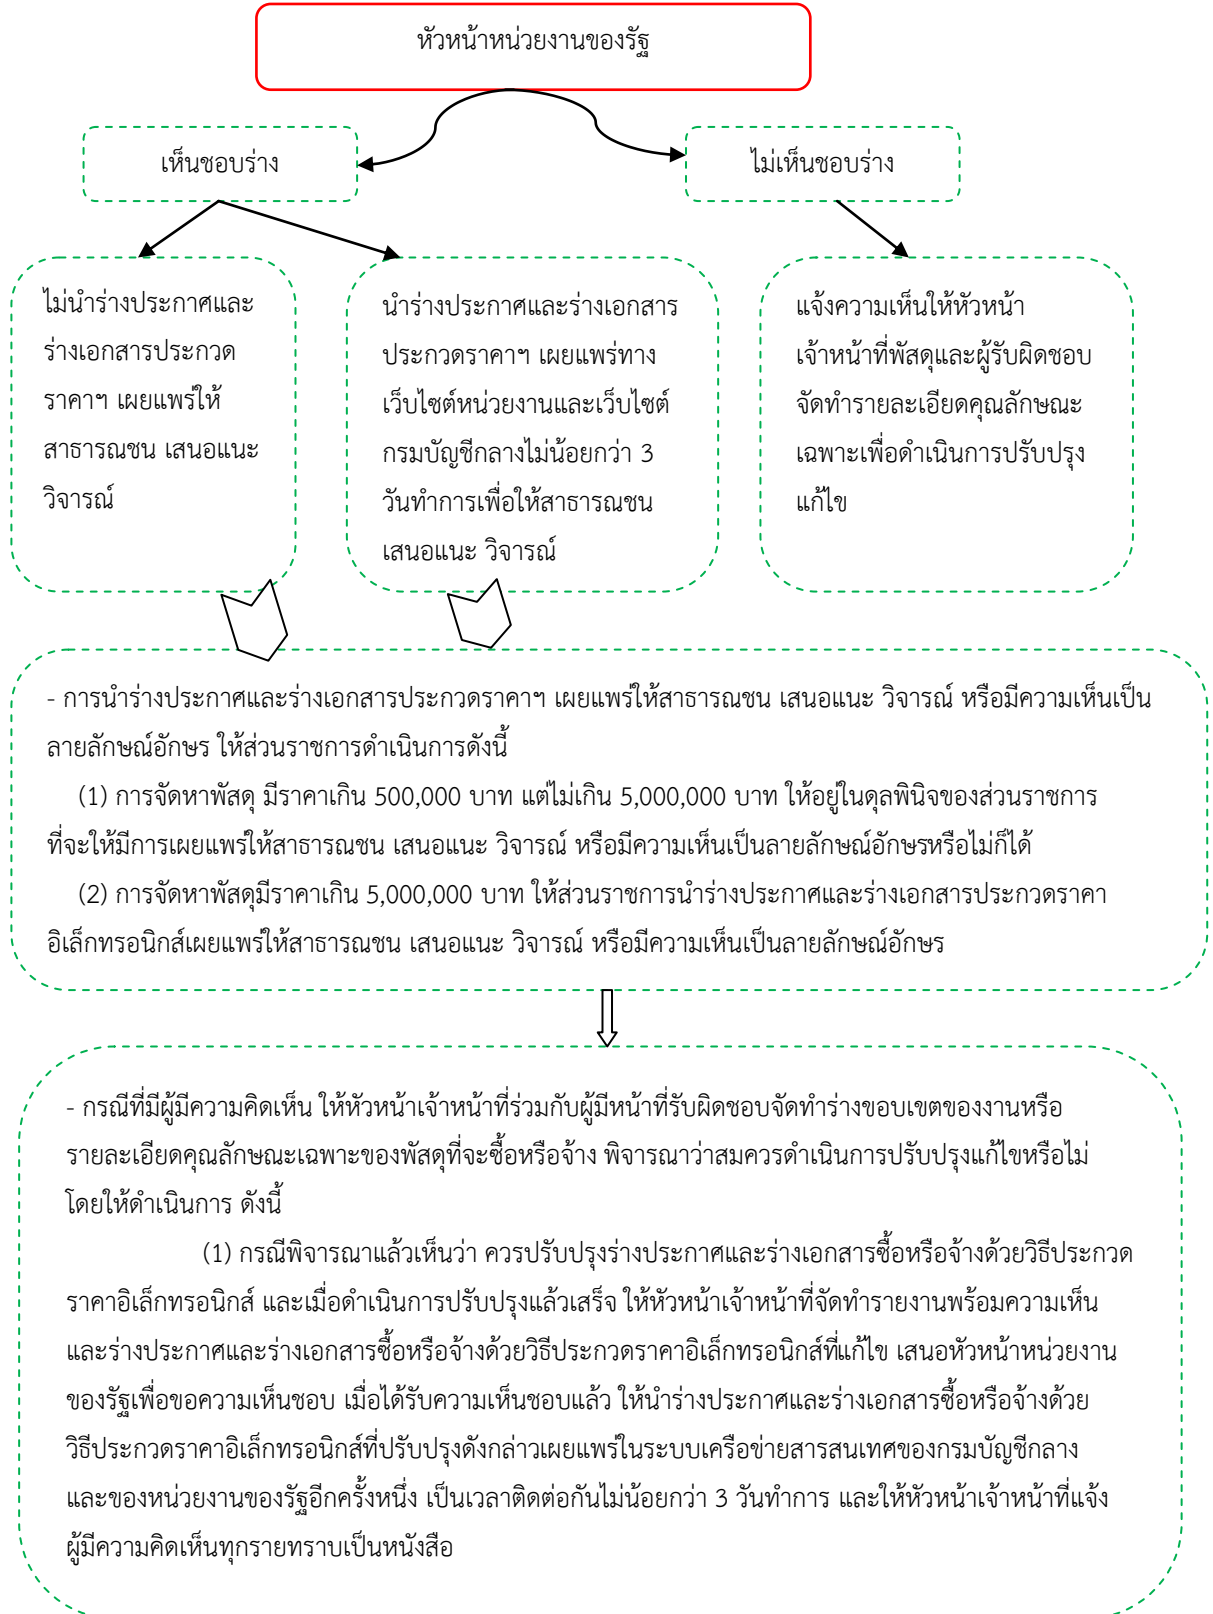 หัวหน้าหน่วยงานของรัฐ
เห็นชอบร่าง
ไม่เห็นชอบร่าง
ไม่นำร่างประกาศและ
ร่างเอกสารประกวด
ราคาฯ เผยแพร่ให้
สาธารณชน เสนอแนะ
วิจารณ์
นำร่างประกาศและร่างเอกสาร
ประกวดราคาฯ เผยแพร่ทาง
เว็บไซต์หน่วยงานและเว็บไซต์
กรมบัญชีกลางไม่น้อยกว่า 3
วันทำการเพื่อให้สาธารณชน
เสนอแนะ วิจารณ์
แจ้งความเห็นให้หัวหน้า
เจ้าหน้าที่พัสดุและผู้รับผิดชอบ
จัดทำรายละเอียดคุณลักษณะ
เฉพาะเพื่อดำเนินการปรับปรุง
แก้ไข
- การนำร่างประกาศและร่างเอกสารประกวดราคาฯ เผยแพร่ให้สาธารณชน เสนอแนะ วิจารณ์ หรือมีความเห็นเป็น
ลายลักษณ์อักษร ให้ส่วนราชการดำเนินการดังนี้
(1) การจัดหาพัสดุ มีราคาเกิน 500,000 บาท แต่ไม่เกิน 5,000,000 บาท ให้อยู่ในดุลพินิจของส่วนราชการ
ที่จะให้มีการเผยแพร่ให้สาธารณชน เสนอแนะ วิจารณ์ หรือมีความเห็นเป็นลายลักษณ์อักษรหรือไม่ก็ได้
(2) การจัดหาพัสดุมีราคาเกิน 5,000,000 บาท ให้ส่วนราชการนำร่างประกาศและร่างเอกสารประกวดราคา
อิเล็กทรอนิกส์เผยแพร่ให้สาธารณชน เสนอแนะ วิจารณ์ หรือมีความเห็นเป็นลายลักษณ์อักษร
- กรณีที่มีผู้มีความคิดเห็น ให้หัวหน้าเจ้าหน้าที่ร่วมกับผู้มีหน้าที่รับผิดชอบจัดทำร่างขอบเขตของงานหรือ
รายละเอียดคุณลักษณะเฉพาะของพัสดุที่จะซื้อหรือจ้าง พิจารณาว่าสมควรดำเนินการปรับปรุงแก้ไขหรือไม่
โดยให้ดำเนินการ ดังนี้
(1) กรณีพิจารณาแล้วเห็นว่า ควรปรับปรุงร่างประกาศและร่างเอกสารซื้อหรือจ้างด้วยวิธีประกวด
ราคาอิเล็กทรอนิกส์ และเมื่อดำเนินการปรับปรุงแล้วเสร็จ ให้หัวหน้าเจ้าหน้าที่จัดทำรายงานพร้อมความเห็น
และร่างประกาศและร่างเอกสารซื้อหรือจ้างด้วยวิธีประกวดราคาอิเล็กทรอนิกส์ที่แก้ไข เสนอหัวหน้าหน่วยงาน
ของรัฐเพื่อขอความเห็นชอบ เมื่อได้รับความเห็นชอบแล้ว ให้นำร่างประกาศและร่างเอกสารซื้อหรือจ้างด้วย
วิธีประกวดราคาอิเล็กทรอนิกส์ที่ปรับปรุงดังกล่าวเผยแพร่ในระบบเครือข่ายสารสนเทศของกรมบัญชีกลาง
และของหน่วยงานของรัฐอีกครั้งหนึ่ง เป็นเวลาติดต่อกันไม่น้อยกว่า 3 วันทำการ และให้หัวหน้าเจ้าหน้าที่แจ้ง
ผู้มีความคิดเห็นทุกรายทราบเป็นหนังสือ